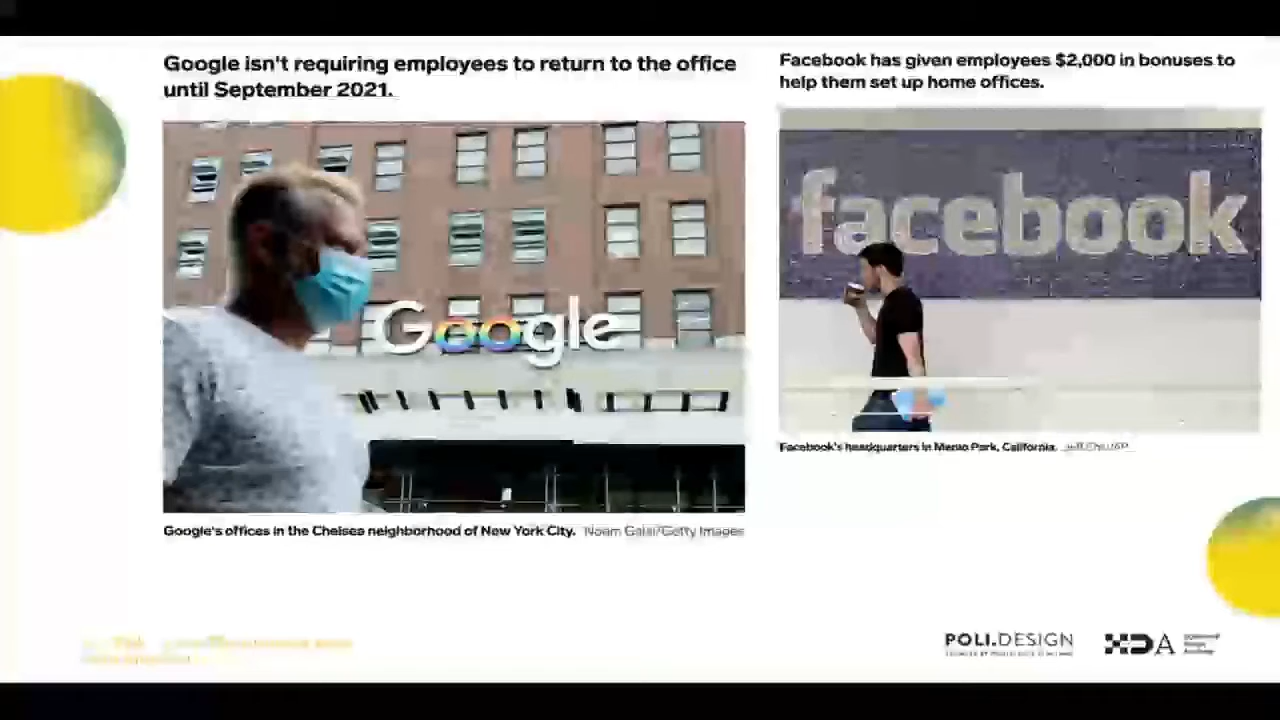 Google isn't requiring employees to return to the office
until September 2021.
Google
Google's offices in the Chelsea neighborhood of New York City. Noam Galai/Getty Images
Facebook has given employees $2,000 in bonuses to
help them set up home offices.
facebook
Facebook's headquarters in Menlo Park, California.
POLI.DESIGN